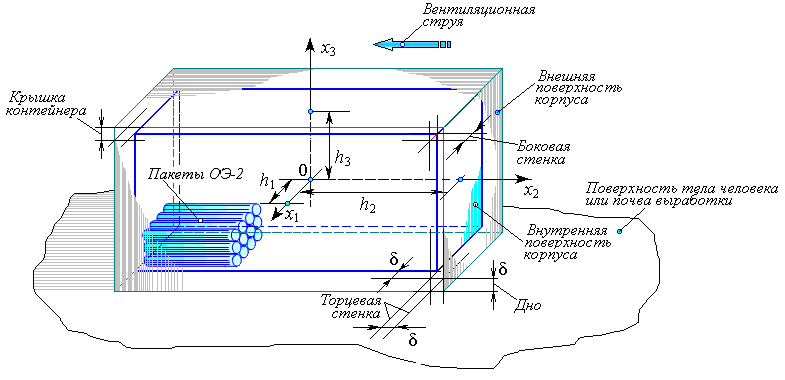 Вентиляционная
струя
x3
Внешняя
поверхность
корпуса
Крышка
контейнера
Боковая
стенка
h3
Пакеты ОЭ-2
h1
0
x1
h2
x2
Поверхность тела человека
или почва выработки
Внутренняя
поверхность
корпуса
δ
δ
Торцевая
стенка
Дно
δ